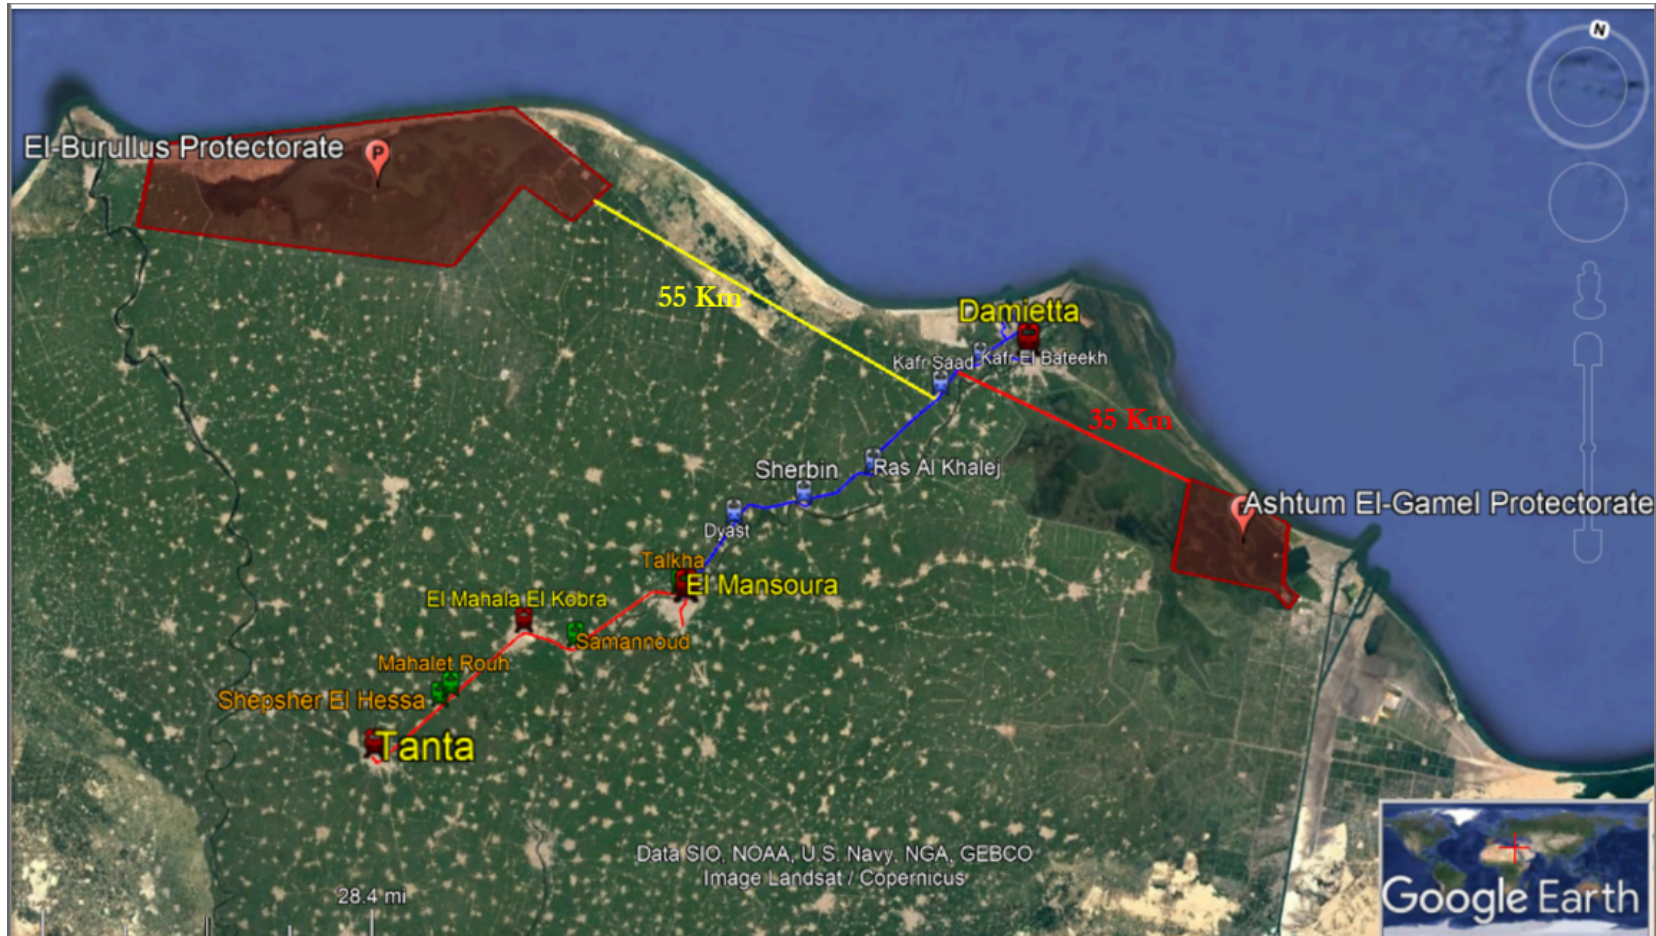 N
El-Burullus Protectorate
P
55 Km
Damietta
Kafr Saad
Kafr El Bateekh
35 Km
Sherbin
Ras Al Khalej
Ashtum El-Gamel Protectorate
Dyast
Talkha
El Mansoura
El Mahala El Kobra
Samannoud
Mahalet Rouh
Shepsher El Hessa
Tanta
Data SIO, NOAA, U.S. Navy, NGA, GEBCO
Image Landsat / Copernicus
28.4 mi
Google Earth